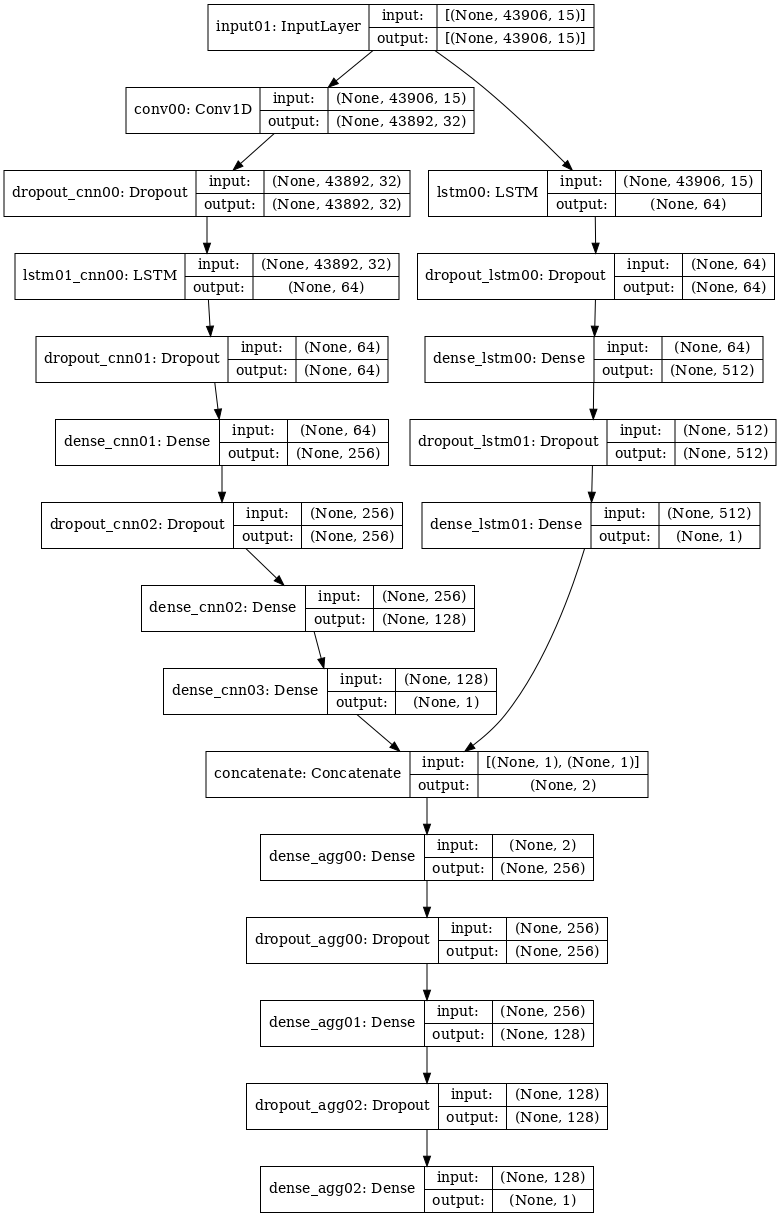 input01: InputLayer
input: [(None, 43906, 15)]
output: [(None, 43906, 15)]
conv00: Conv1D
input: (None, 43906, 15)
output: (None, 43892, 32)
dropout_cnn00: Dropout
input: (None, 43892, 32)
output: (None, 43892, 32)
lstm00: LSTM
input: (None, 43906, 15)
output: (None, 64)
lstm01_cnn00: LSTM
input: (None, 43892, 32)
output: (None, 64)
dropout_lstm00: Dropout
input: (None, 64)
output: (None, 64)
dropout_cnn01: Dropout
input: (None, 64)
output: (None, 64)
dense_lstm00: Dense
input: (None, 64)
output: (None, 512)
dense_cnn01: Dense
input: (None, 64)
output: (None, 256)
dropout_lstm01: Dropout
input: (None, 512)
output: (None, 512)
dropout_cnn02: Dropout
input: (None, 256)
output: (None, 256)
dense_lstm01: Dense
input: (None, 512)
output: (None, 1)
dense_cnn02: Dense
input: (None, 256)
output: (None, 128)
dense_cnn03: Dense
input: (None, 128)
output: (None, 1)
concatenate: Concatenate
input: [(None, 1), (None, 1)]
output: (None, 2)
dense_agg00: Dense
input: (None, 2)
output: (None, 256)
dropout_agg00: Dropout
input: (None, 256)
output: (None, 256)
dense_agg01: Dense
input: (None, 256)
output: (None, 128)
dropout_agg02: Dropout
input: (None, 128)
output: (None, 128)
dense_agg02: Dense
input: (None, 128)
output: (None, 1)